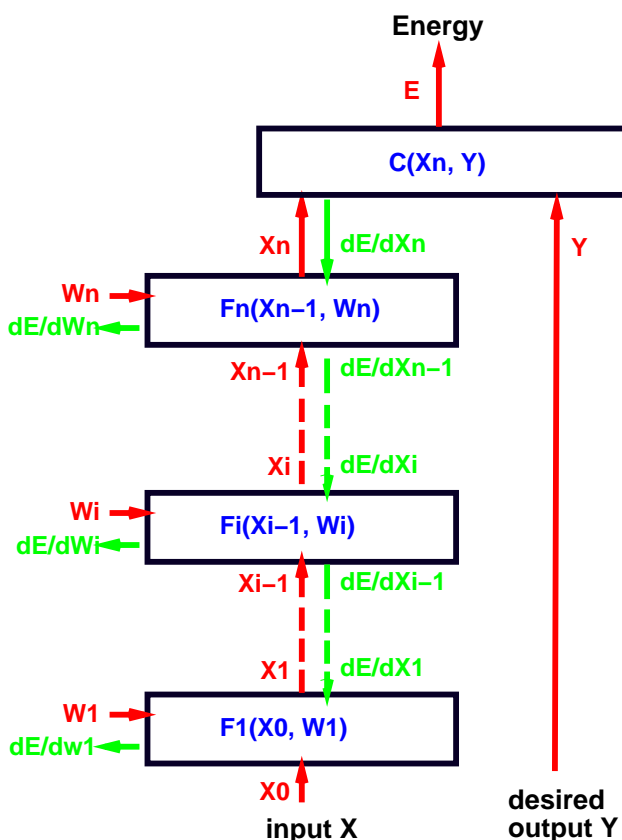 Energy
E
C(Xn, Y)
Xn
dE/dXn
Y
Wn
Fn(Xn−1, Wn)
dE/dWn
Xn−1
dE/dXn−1
Xi
dE/dXi
Wi
Fi(Xi−1, Wi)
dE/dWi
Xi−1
dE/dXi−1
X1
dE/dX1
W1
F1(X0, W1)
dE/dw1
X0
input X
desired
output Y